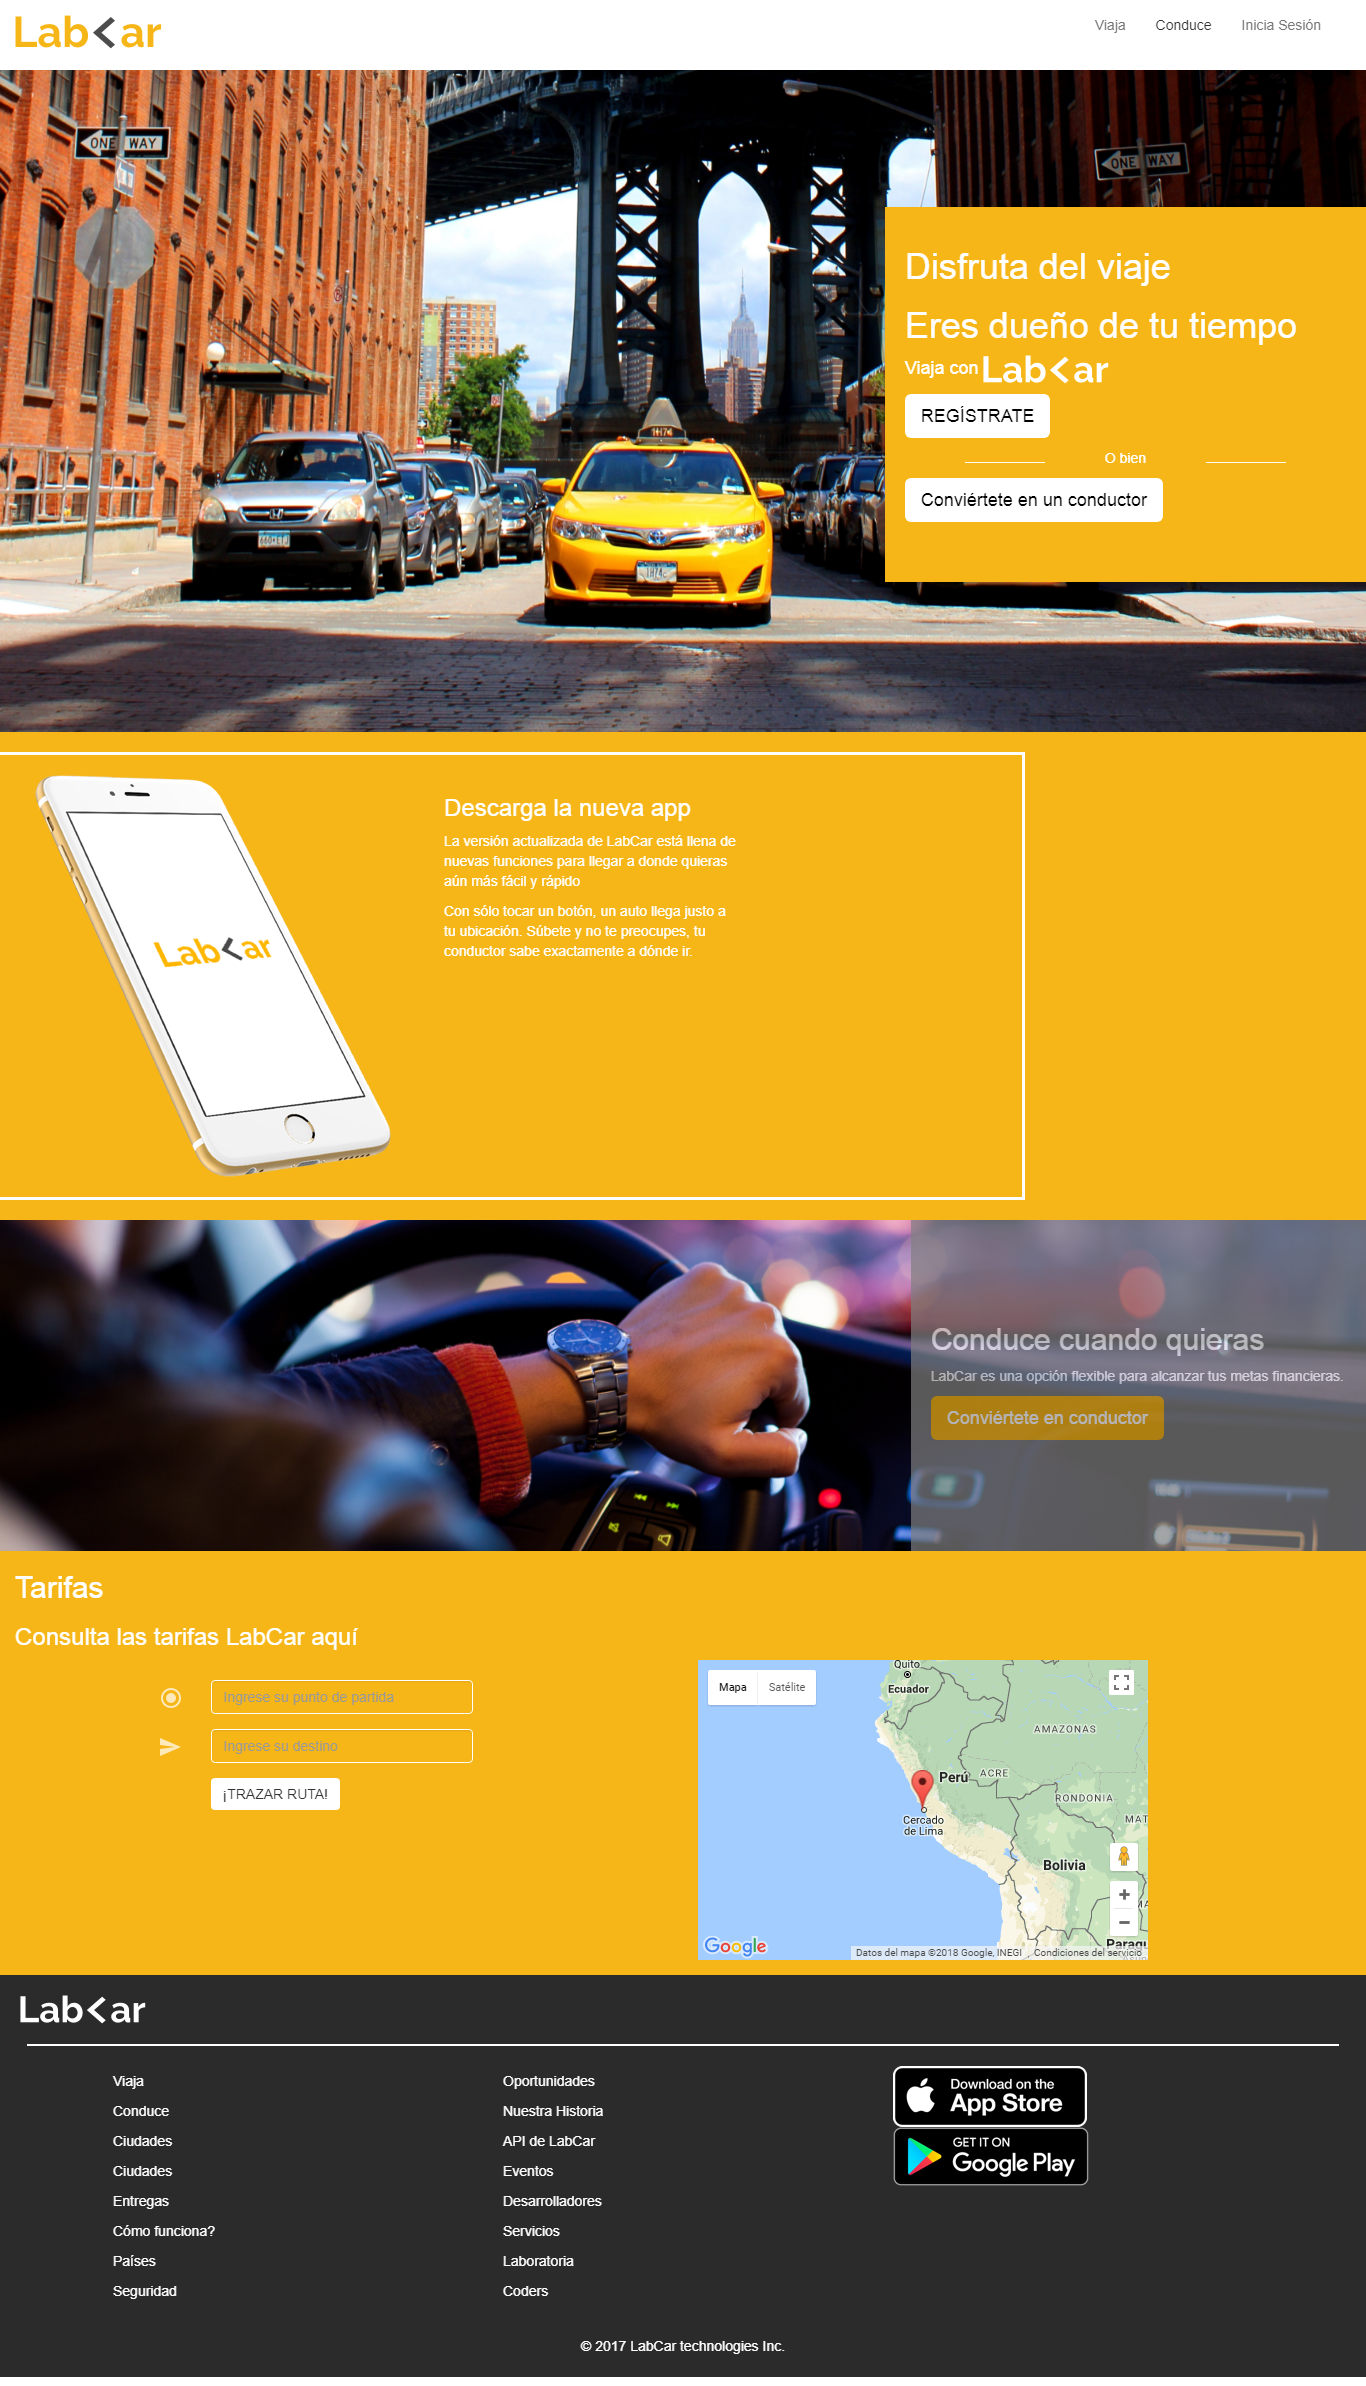 Lab<ar
Viaja
Conduce
Inicia Sesión
ONE WAY
ONE WAY
Disfruta del viaje
Eres dueño de tu tiempo
Viaja con Lab<ar
REGÍSTRATE
O bien
Conviértete en un conductor
1H74
1H74C
Descarga la nueva app
La versión actualizada de LabCar está llena de
nuevas funciones para llegar a donde quieras
aún más fácil y rápido
Con sólo tocar un botón, un auto llega justo a
tu ubicación. Súbete y no te preocupes, tu
conductor sabe exactamente a dónde ir.
Lab<ar
Conduce cuando quieras
LabCar es una opción flexible para alcanzar tus metas financieras.
Conviértete en conductor
Tarifas
Consulta las tarifas LabCar aquí
Ingrese su punto de partida
Ingrese su destino
¡TRAZAR RUTA!
Mapa
Satélite
Quito
Ecuador
AMAZONAS
Perú
ACRE
RONDONIA
MAT
Cercado
de Lima
Bolivia
Paragu
Google
Datos del mapa ©2018 Google, INEGI
Condiciones del servicio
Lab<ar
Viaja
Conduce
Ciudades
Ciudades
Entregas
Cómo funciona?
Países
Seguridad
Oportunidades
Nuestra Historia
API de LabCar
Eventos
Desarrolladores
Servicios
Laboratoria
Coders
Download on the
App Store
GET IT ON
Google Play
© 2017 LabCar technologies Inc.